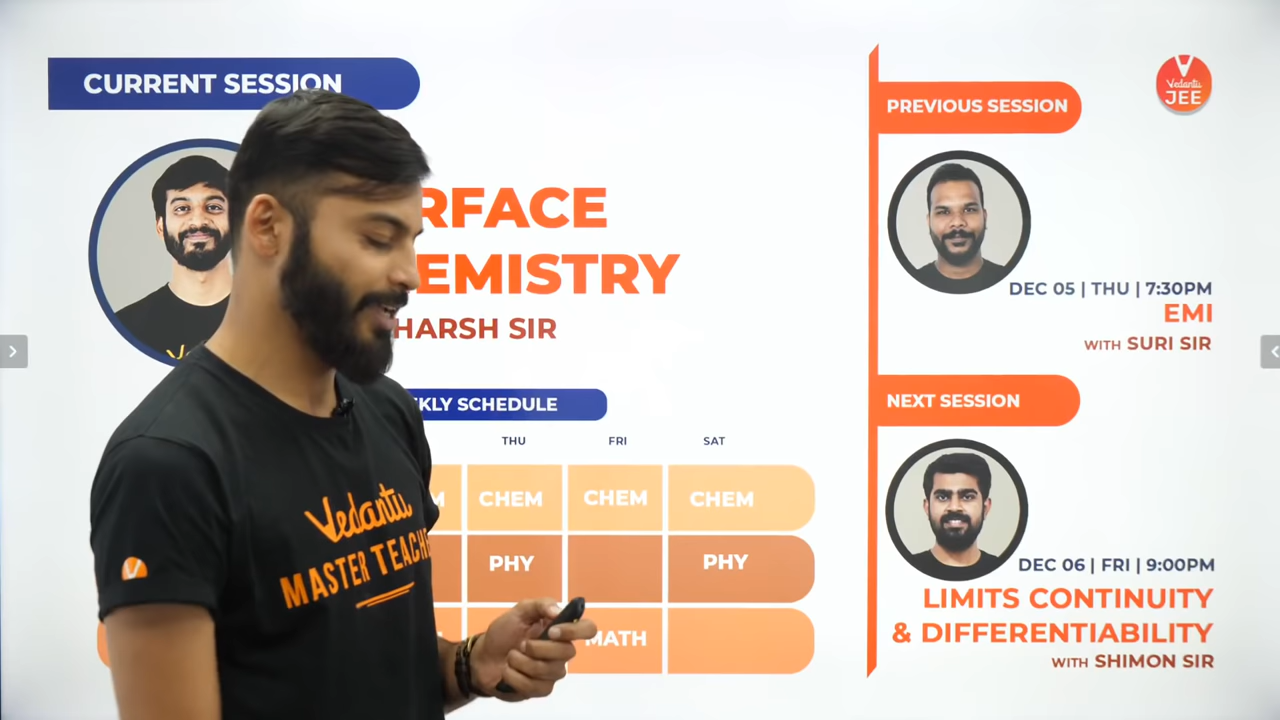 CURRENT SESSION
RFACE
EMISTRY
HARSH SIR
KLY SCHEDULE
THU FRI SAT
CHEM CHEM CHEM
PHY PHY
MATH
Vedantu
MASTER TEACHE
PREVIOUS SESSION
Vedantu
JEE
DEC 05 | THU | 7:30PM
EMI
WITH SURI SIR
NEXT SESSION
DEC 06 | FRI | 9:00PM
LIMITS CONTINUITY
& DIFFERENTIABILITY
WITH SHIMON SIR